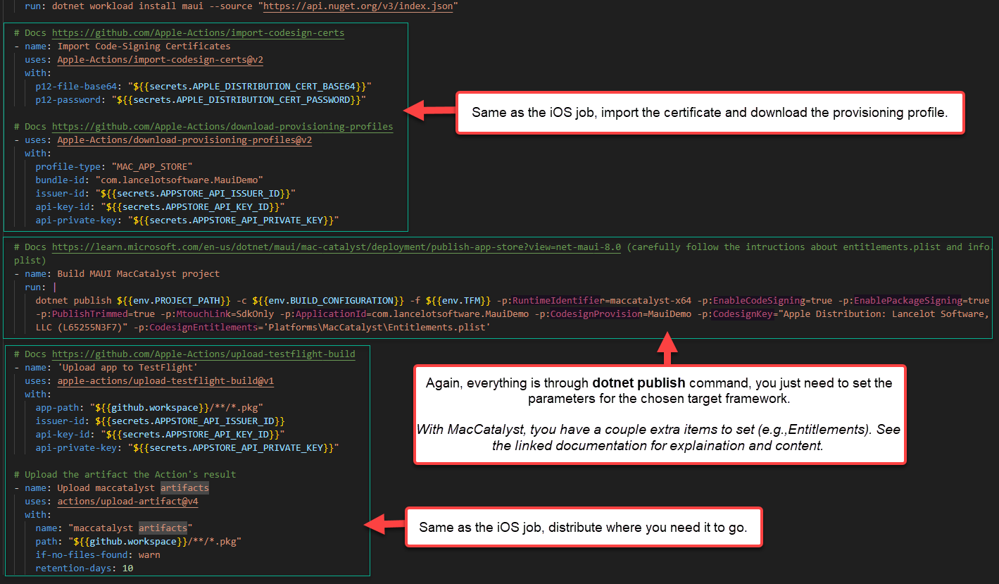 run: dotnet workload install maui --source "https://api.nuget.org/v3/index.json"
# Docs https://github.com/Apple-Actions/import-codesign-certs
- name: Import Code-Signing Certificates
uses: Apple-Actions/import-codesign-certs@v2
with:
p12-file-base64: "${{secrets.APPLE_DISTRIBUTION_CERT_BASE64}}"
p12-password: "${{secrets.APPLE_DISTRIBUTION_CERT_PASSWORD}}"
Same as the iOS job, import the certificate and download the provisioning profile.
# Docs https://github.com/Apple-Actions/download-provisioning-profiles
- uses: Apple-Actions/download-provisioning-profiles@v2
with:
profile-type: "MAC_APP_STORE"
bundle-id: "com.lancelotsoftware.MauiDemo"
issuer-id: "${{secrets.APPSTORE_API_ISSUER_ID}}"
api-key-id: "${{secrets.APPSTORE_API_KEY_ID}}"
api-private-key: "${{secrets.APPSTORE_API_PRIVATE_KEY}}"
# Docs https://learn.microsoft.com/en-us/dotnet/maui/mac-catalyst/deployment/publish-app-store?view=net-maui-8.0 (carefully follow the intructions about entitlements.plist and info.
plist)
- name: Build MAUI MacCatalyst project
run: |
dotnet publish ${{env.PROJECT_PATH}} -c ${{env.BUILD_CONFIGURATION}} -f ${{env.TFM}} -p:RuntimeIdentifier=maccatalyst-x64 -p:EnableCodeSigning=true -p:EnablePackageSigning=true
-p:PublishTrimmed=true -p:MtouchLink=SdkOnly -p:ApplicationId=com.lancelotsoftware.MauiDemo -p:CodesignProvision=MauiDemo -p:CodesignKey="Apple Distribution: Lancelot Software,
LLC (L65255N3F7)" -p:CodesignEntitlements='Platforms\MacCatalyst\Entitlements.plist'
# Docs https://github.com/Apple-Actions/upload-testflight-build
- name: 'Upload app to TestFlight'
uses: apple-actions/upload-testflight-build@v1
with:
app-path: "${{github.workspace}}/**/*.pkg"
issuer-id: ${{secrets.APPSTORE_API_ISSUER_ID}}
api-key-id: "${{secrets.APPSTORE_API_KEY_ID}}"
api-private-key: "${{secrets.APPSTORE_API_PRIVATE_KEY}}"
Again, everything is through dotnet publish command, you just need to set the
parameters for the chosen target framework.
With MacCatalyst, tyou have a couple extra items to set (e.g.,Entitlements). See
the linked documentation for explaination and content.
# Upload the artifact the Action's result
- name: Upload maccatalyst artifacts
uses: actions/upload-artifact@v4
with:
name: "maccatalyst artifacts"
path: "${{github.workspace}}/**/*.pkg"
if-no-files-found: warn
retention-days: 10
Same as the iOS job, distribute where you need it to go.